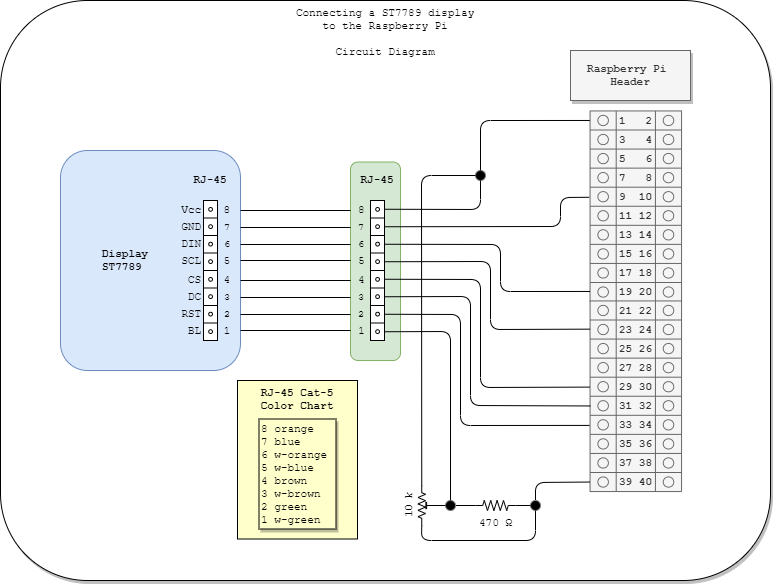 Connecting a ST7789 display
to the Raspberry Pi
Circuit Diagram
Raspberry Pi
Header
1 2
3 4
5 6
7 8
9 10
11 12
13 14
15 16
17 18
19 20
21 22
23 24
25 26
27 28
29 30
31 32
33 34
35 36
37 38
39 40
RJ-45
Vcc 8
GND 7
DIN 6
SCL 5
CS 4
DC 3
RST 2
BL 1
Display
ST7789
RJ-45
8
7
6
5
4
3
2
1
RJ-45 Cat-5
Color Chart
8 orange
7 blue
6 w-orange
5 w-blue
4 brown
3 w-brown
2 green
1 w-green
10 k
470 Ω